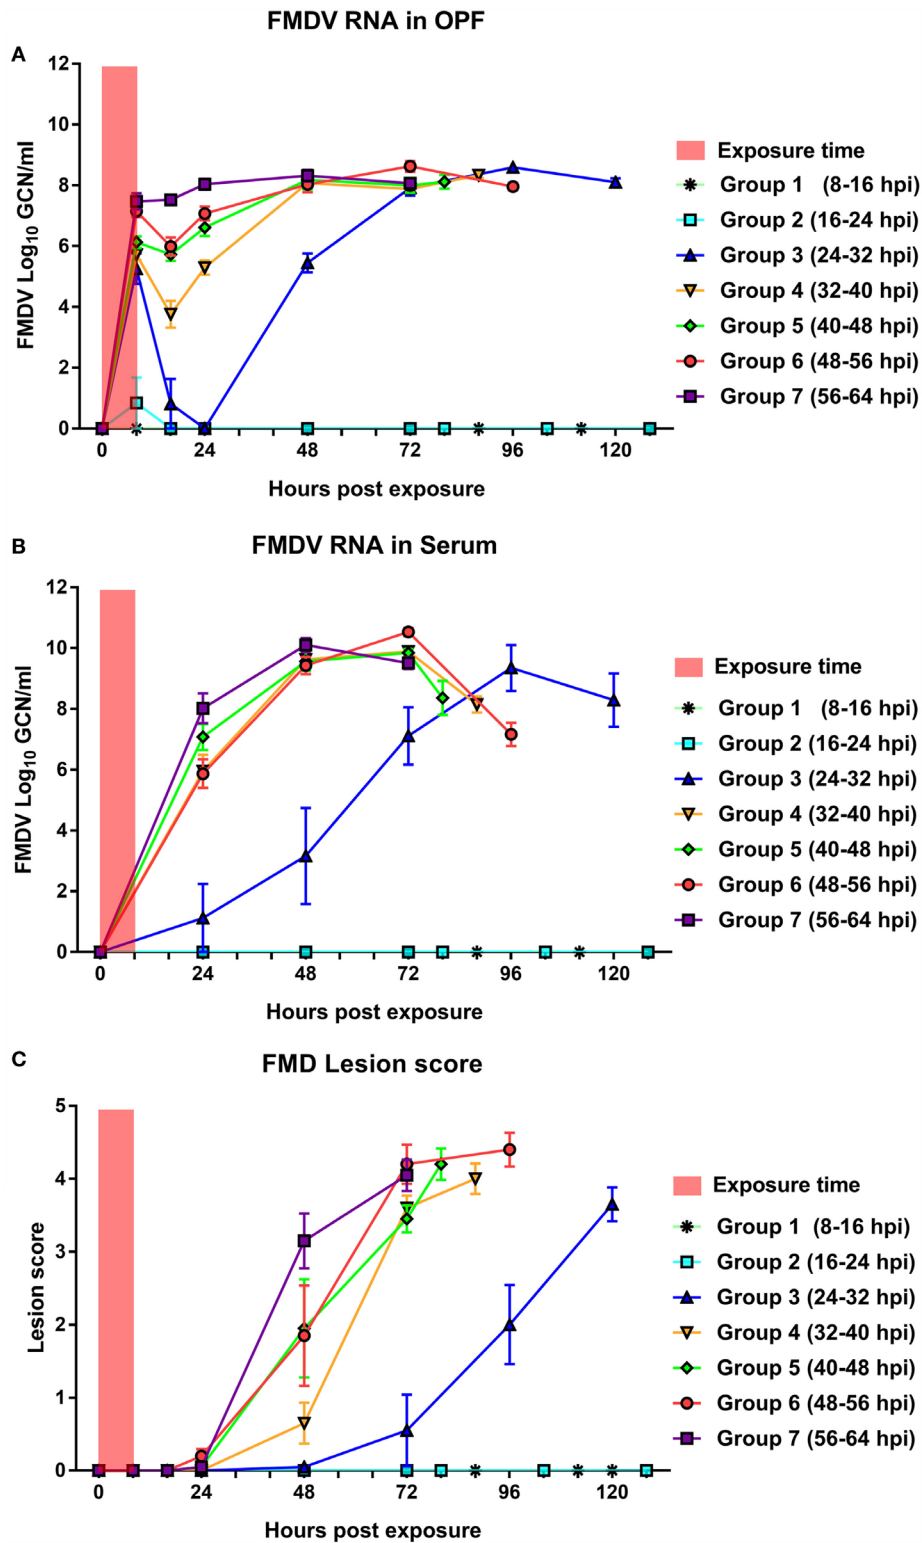 FMDV RNA in OPF
A
12
10
8
6
4
2
0
FMDV Log10 GCN/ml
0 24 48 72 96 120
Hours post exposure
Exposure time
Group 1 (8-16 hpi)
Group 2 (16-24 hpi)
Group 3 (24-32 hpi)
Group 4 (32-40 hpi)
Group 5 (40-48 hpi)
Group 6 (48-56 hpi)
Group 7 (56-64 hpi)
B
FMDV RNA in Serum
12
10
8
6
4
2
0
FMDV Log10 GCN/ml
0 24 48 72 96 120
Hours post exposure
Exposure time
Group 1 (8-16 hpi)
Group 2 (16-24 hpi)
Group 3 (24-32 hpi)
Group 4 (32-40 hpi)
Group 5 (40-48 hpi)
Group 6 (48-56 hpi)
Group 7 (56-64 hpi)
C
FMD Lesion score
5
4
3
2
1
0
Lesion score
0 24 48 72 96 120
Hours post exposure
Exposure time
Group 1 (8-16 hpi)
Group 2 (16-24 hpi)
Group 3 (24-32 hpi)
Group 4 (32-40 hpi)
Group 5 (40-48 hpi)
Group 6 (48-56 hpi)
Group 7 (56-64 hpi)